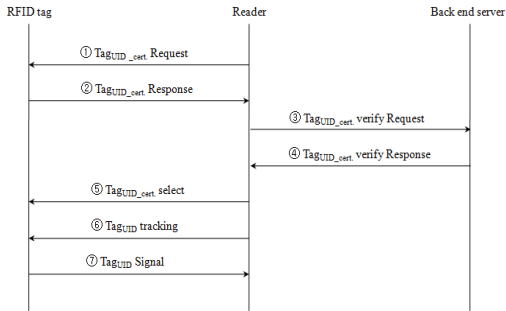 RFID tag Reader Back end server
① TagUID _cert. Request
② TagUID_cert. Response
③ TagUID_cert. verify Request
④ TagUID_cert. verify Response
⑤ TagUID_cert. select
⑥ TagUID tracking
⑦ TagUID Signal